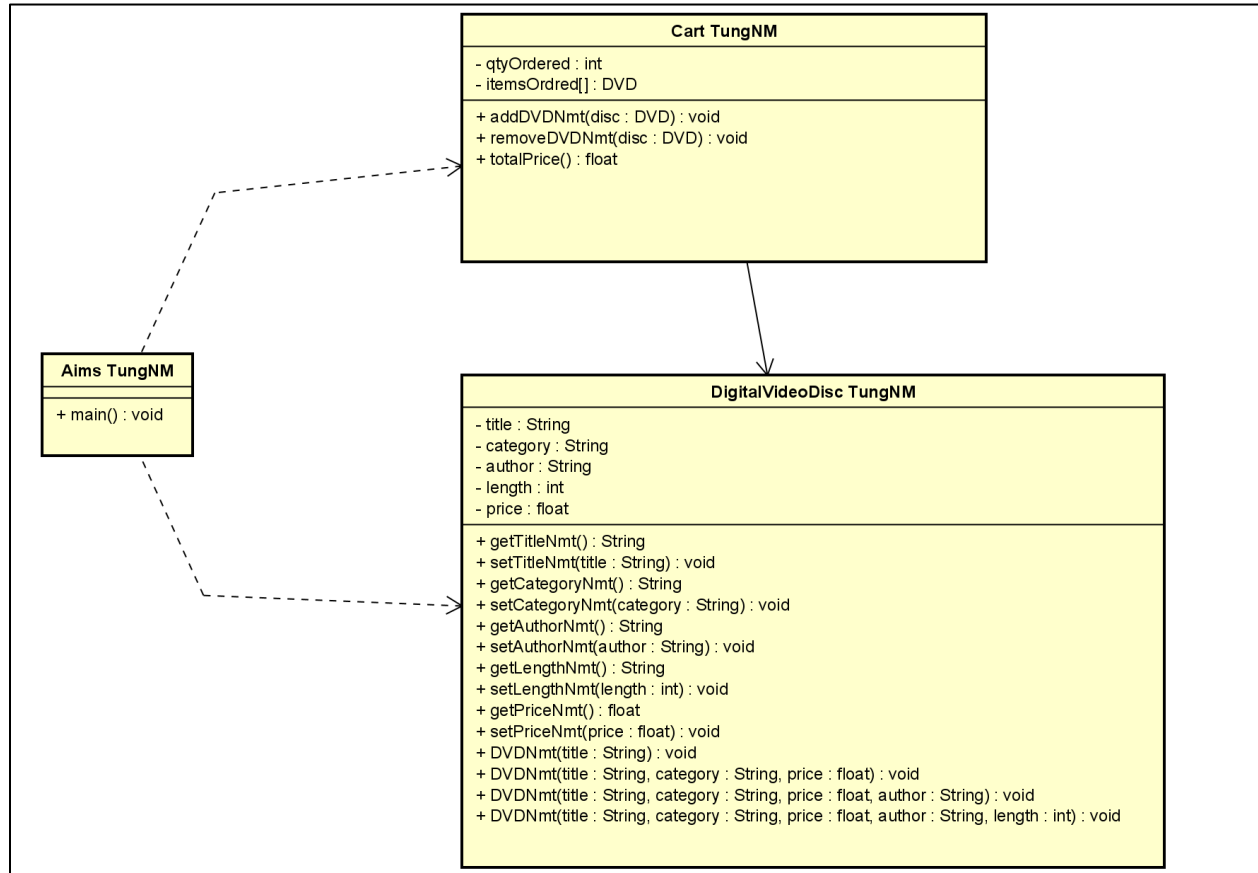 Cart TungNM
- qtyOrdered : int
- itemsOrdred[] : DVD
+ addDVDNmt(disc : DVD) : void
+ removeDVDNmt(disc : DVD) : void
+ totalPrice() : float
Aims TungNM
+ main() : void
DigitalVideoDisc TungNM
- title : String
- category : String
- author : String
- length : int
- price : float
+ getTitleNmt() : String
+ setTitleNmt(title : String) : void
+ getCategoryNmt() : String
+ setCategoryNmt(category : String) : void
+ getAuthorNmt() : String
+ setAuthorNmt(author : String) : void
+ getLengthNmt() : String
+ setLengthNmt(length : int) : void
+ getPriceNmt() : float
+ setPriceNmt(price : float) : void
+ DVDNmt(title : String) : void
+ DVDNmt(title : String, category : String, price : float) : void
+ DVDNmt(title : String, category : String, price : float, author : String) : void
+ DVDNmt(title : String, category : String, price : float, author : String, length : int) : void